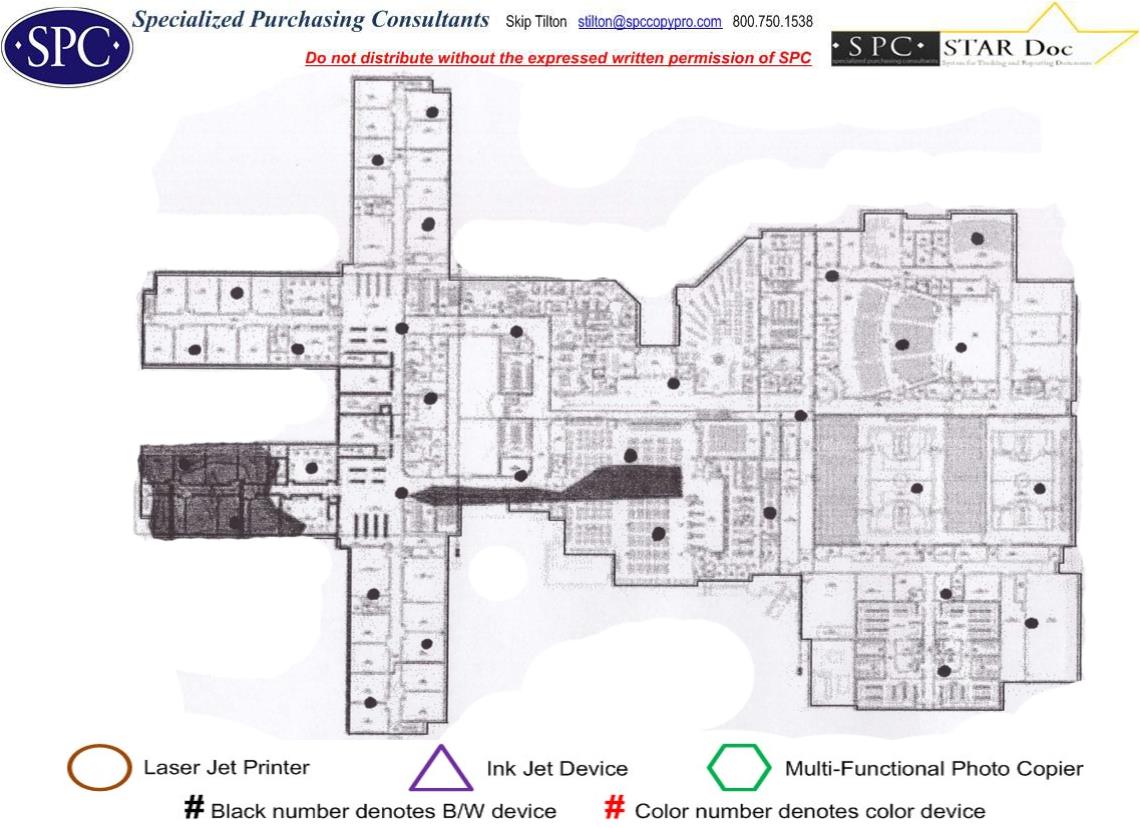 ·SPC· Specialized Purchasing Consultants Skip Tilton stilton@spccopypro.com 800.750.1538
Do not distribute without the expressed written permission of SPC
· S P C · STAR Doc
specialized purchasing consultants System for Tracking and Reporting Documents
Laser Jet Printer Ink Jet Device Multi-Functional Photo Copier
# Black number denotes B/W device # Color number denotes color device